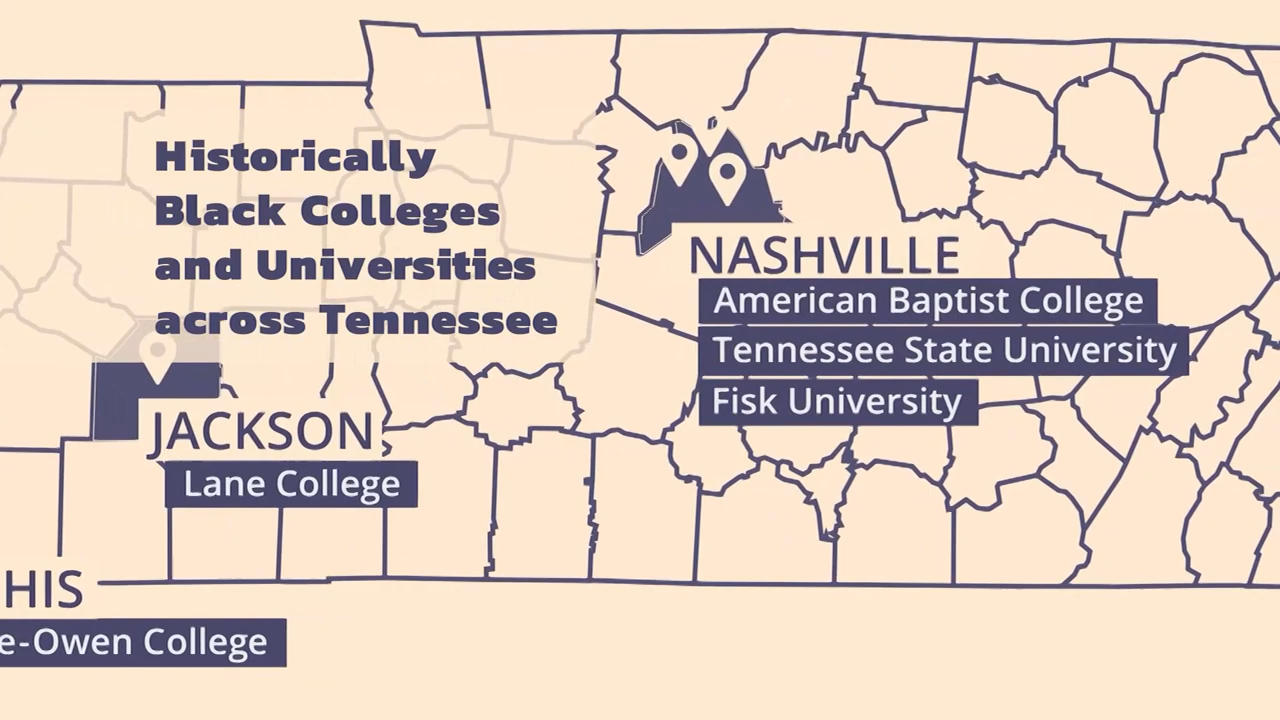 Historically
Black Colleges
and Universities
across Tennessee
NASHVILLE
American Baptist College
Tennessee State University
Fisk University
JACKSON
Lane College
HIS
e-Owen College